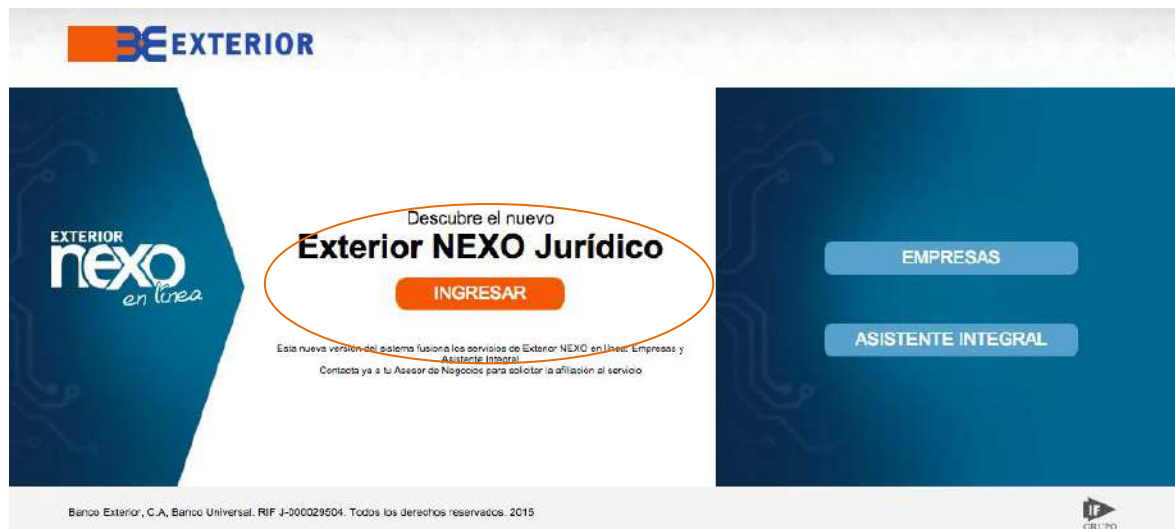 EXTERIOR
EXTERIOR
nexo
en línea
Descubre el nuevo
Exterior NEXO Jurídico
INGRESAR
Esta nueva versión del sistema fusiona los servicios de Exterior NEXO en línea: Empresas y
Asistente Integral
Contacta ya a tu Asesor de Negocios para solicitar la afiliación al servicio
EMPRESAS
ASISTENTE INTEGRAL
Banco Exterior, C.A, Banco Universal. RIF J-000029504. Todos los derechos reservados. 2015
IF
GRUPO